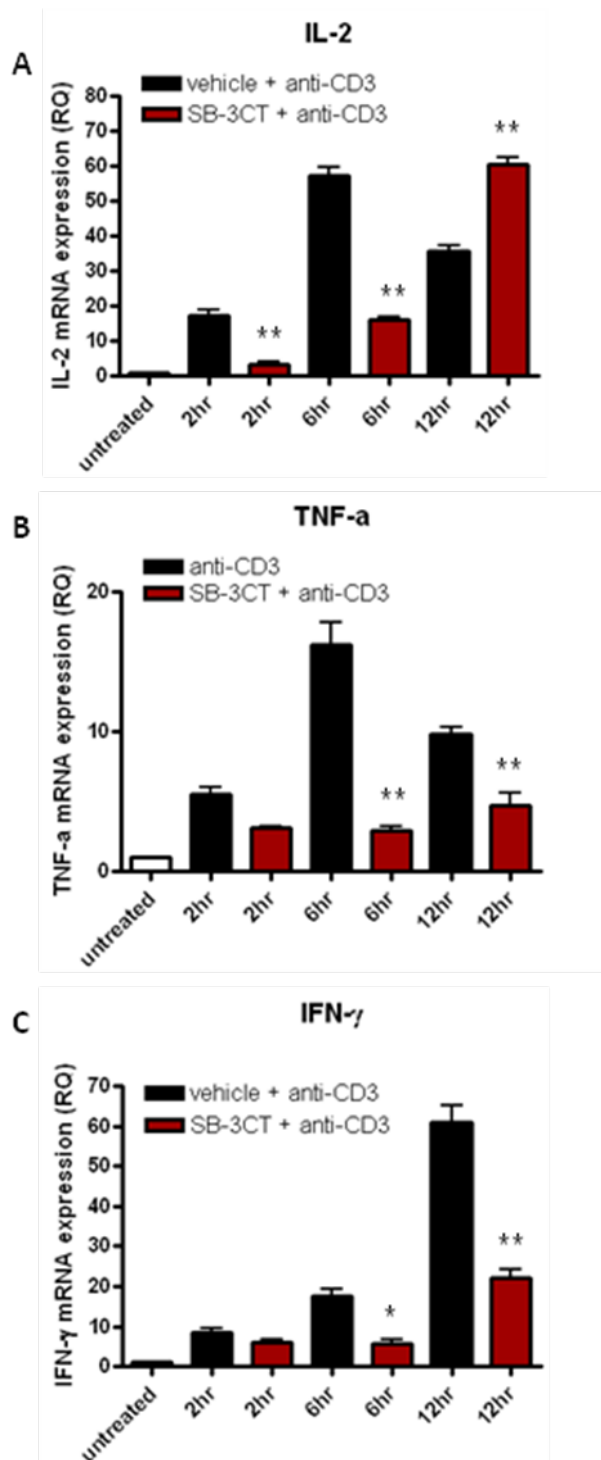 A
IL-2
vehicle + anti-CD3
SB-3CT + anti-CD3
IL-2 mRNA expression (RQ)
80
70
60
50
40
30
20
10
0
**
**
**
untreated
2hr
2hr
6hr
6hr
12hr
12hr
B
TNF-a
anti-CD3
SB-3CT + anti-CD3
TNF-a mRNA expression (RQ)
20
10
0
**
**
untreated
2hr
2hr
6hr
6hr
12hr
12hr
C
IFN-γ
vehicle + anti-CD3
SB-3CT + anti-CD3
IFN-γ mRNA expression (RQ)
70
60
50
40
30
20
10
0
*
**
untreated
2hr
2hr
6hr
6hr
12hr
12hr